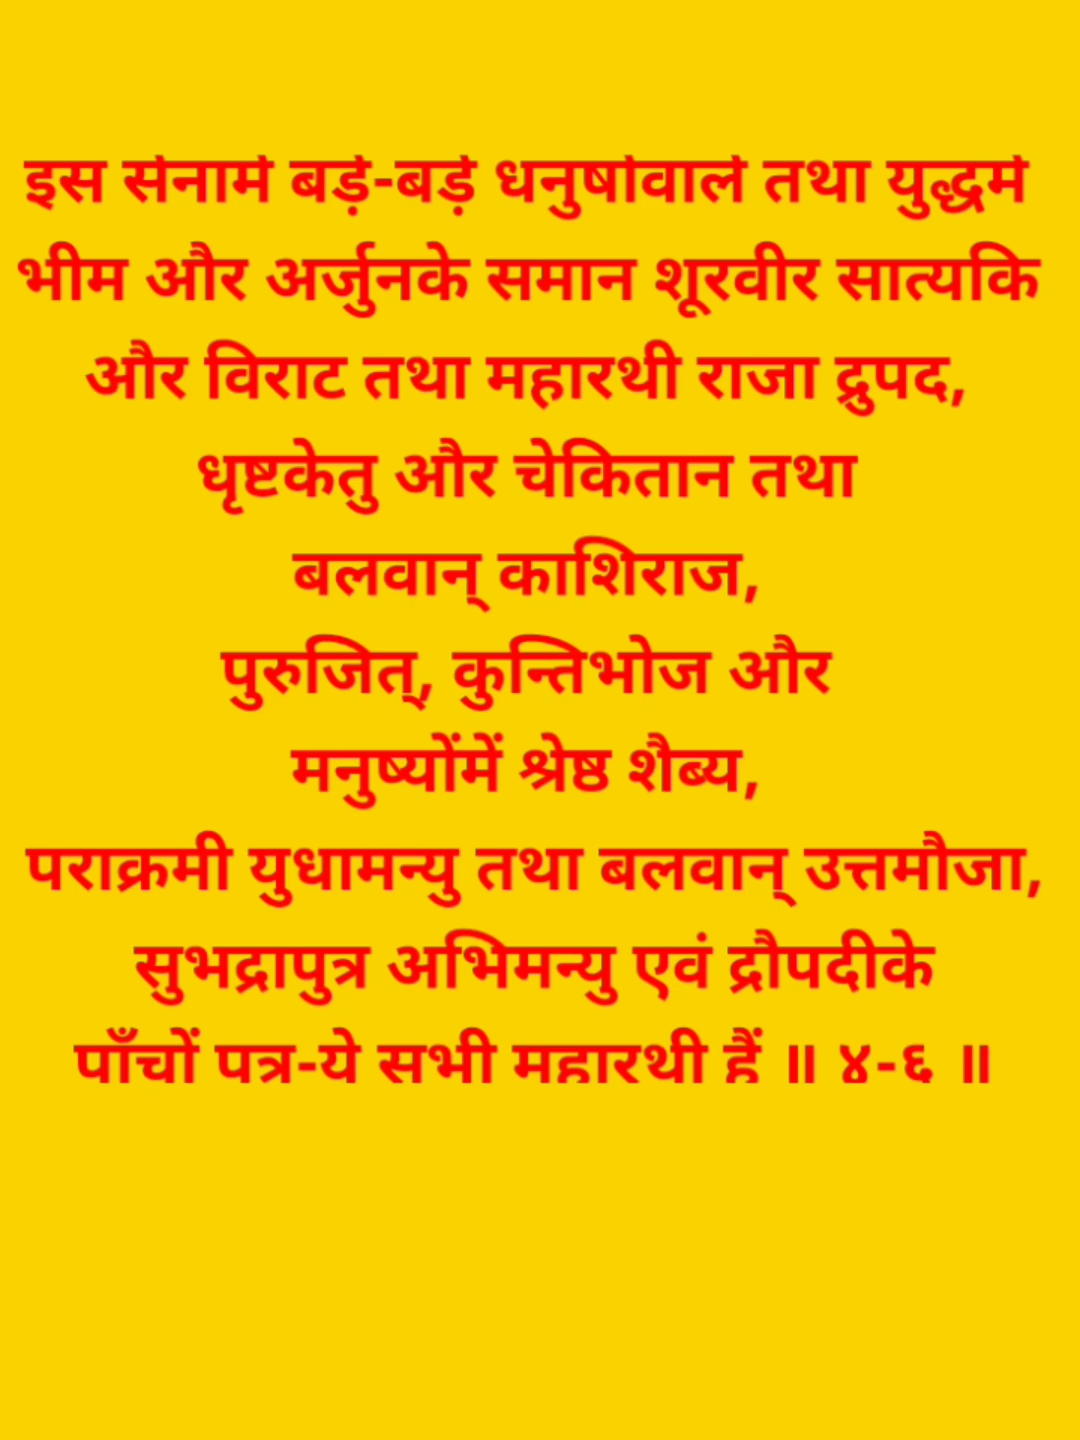 इस सेनामें बड़े-बड़े धनुषोंवाले तथा युद्धमें
भीम और अर्जुनके समान शूरवीर सात्यकि
और विराट तथा महारथी राजा द्रुपद,
धृष्टकेतु और चेकितान तथा
बलवान् काशिराज,
पुरुजित्, कुन्तिभोज और
मनुष्योंमें श्रेष्ठ शैब्य,
पराक्रमी युधामन्यु तथा बलवान् उत्तमौजा,
सुभद्रापुत्र अभिमन्यु एवं द्रौपदीके
पाँचों पुत्र-ये सभी महारथी हैं ॥ ४-६ ॥